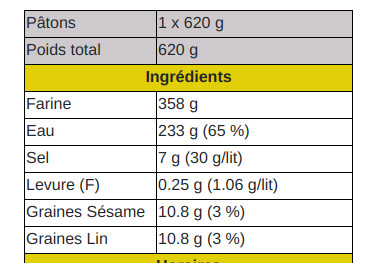 Pâtons 1 x 620 g
Poids total 620 g
Ingrédients
Farine 358 g
Eau 233 g (65 %)
Sel 7 g (30 g/lit)
Levure (F) 0.25 g (1.06 g/lit)
Graines Sésame 10.8 g (3 %)
Graines Lin 10.8 g (3 %)